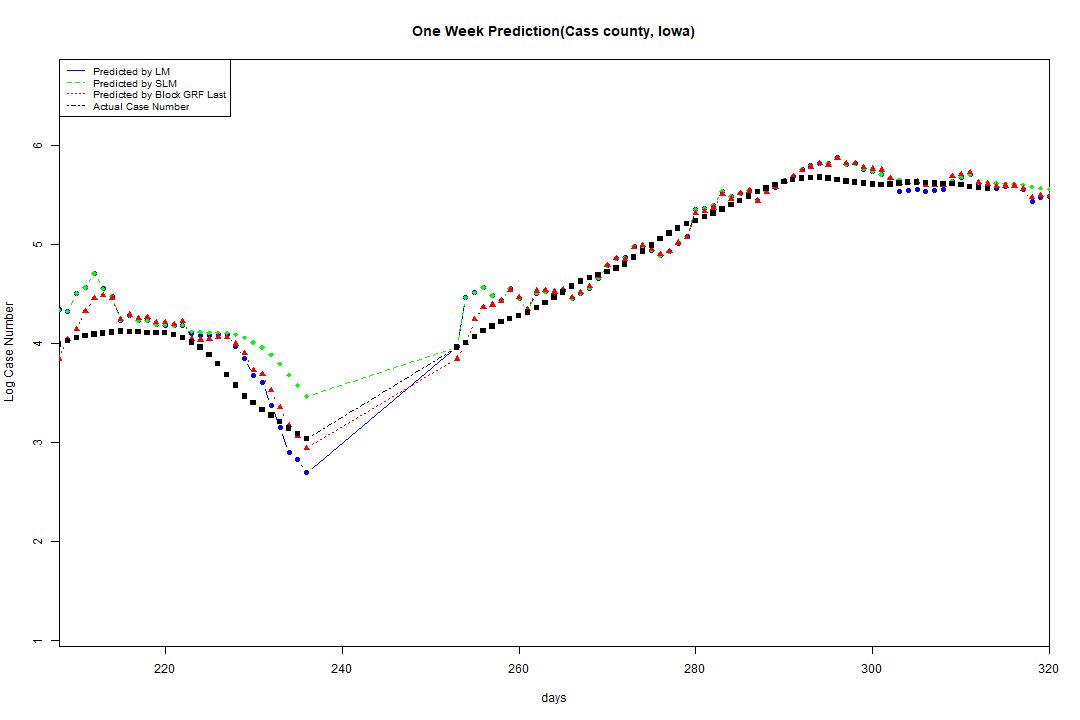 One Week Prediction(Cass county, Iowa)
Predicted by LM
Predicted by SLM
Predicted by Block GRF Last
Actual Case Number
Log Case Number
6
5
4
3
2
1
220 240 260 280 300 320
days